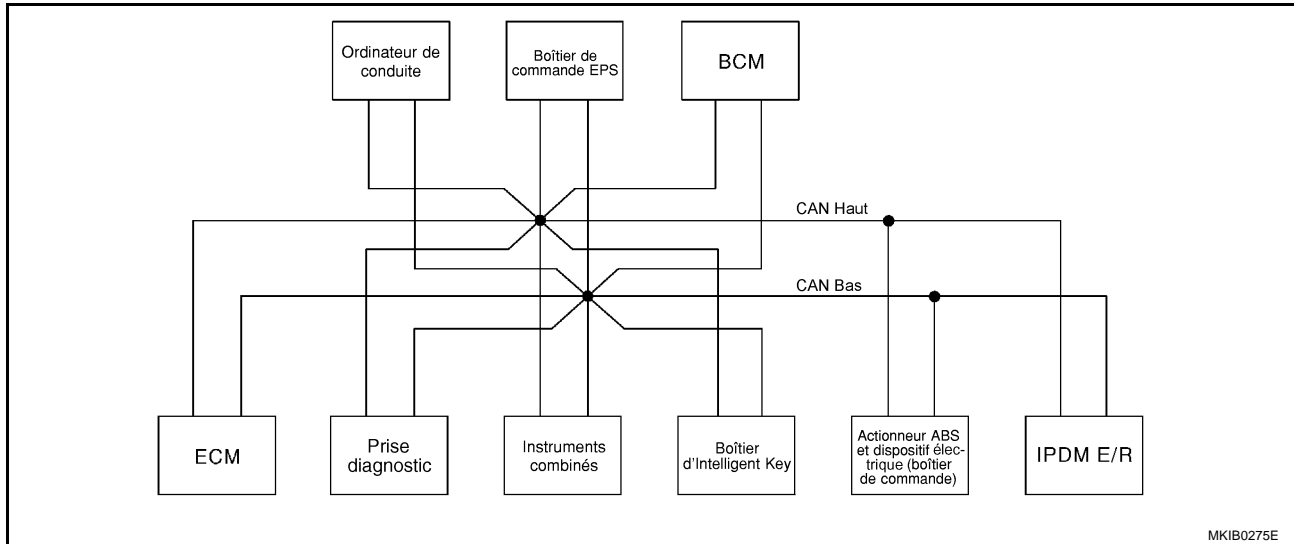 Ordinateur de
conduite
Boîtier de
commande EPS
BCM
CAN Haut
CAN Bas
ECM
Prise
diagnostic
Instruments
combinés
Boîtier
d'Intelligent Key
Actionneur ABS
et dispositif élec-
trique (boîtier
de commande)
IPDM E/R
MKIB0275E